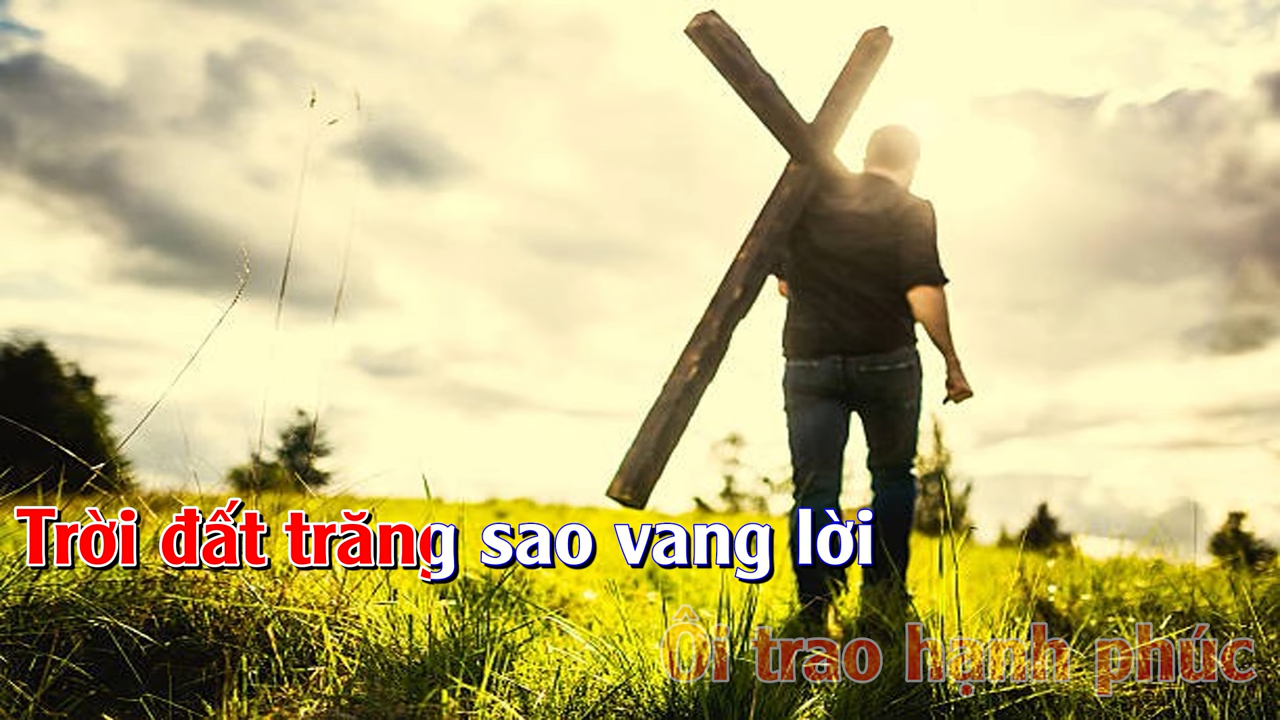 Trời đất trăng sao vang lời
Ôi trao hạnh phúc